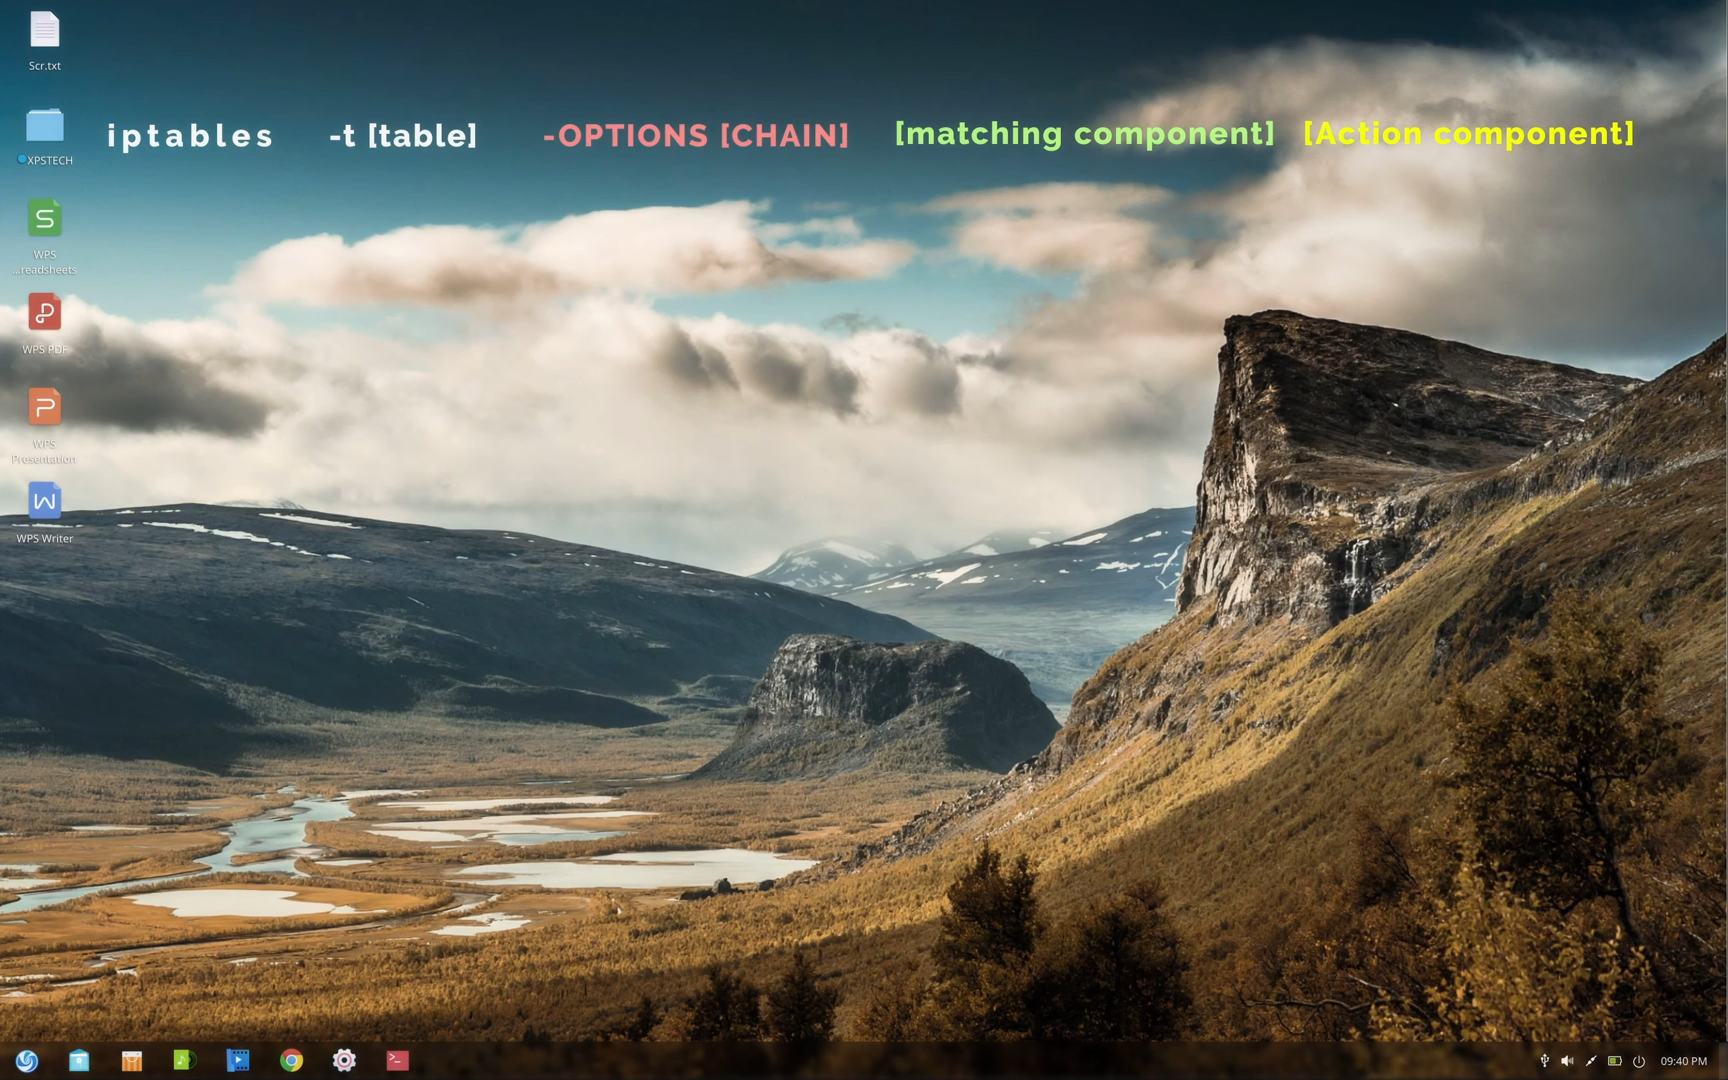 Scr.txt
iptables -t [table] -OPTIONS [CHAIN] [matching component] [Action component]
XPSTECH
WPS
...readsheets
WPS PDF
WPS
Presentation
WPS Writer
09:40 PM